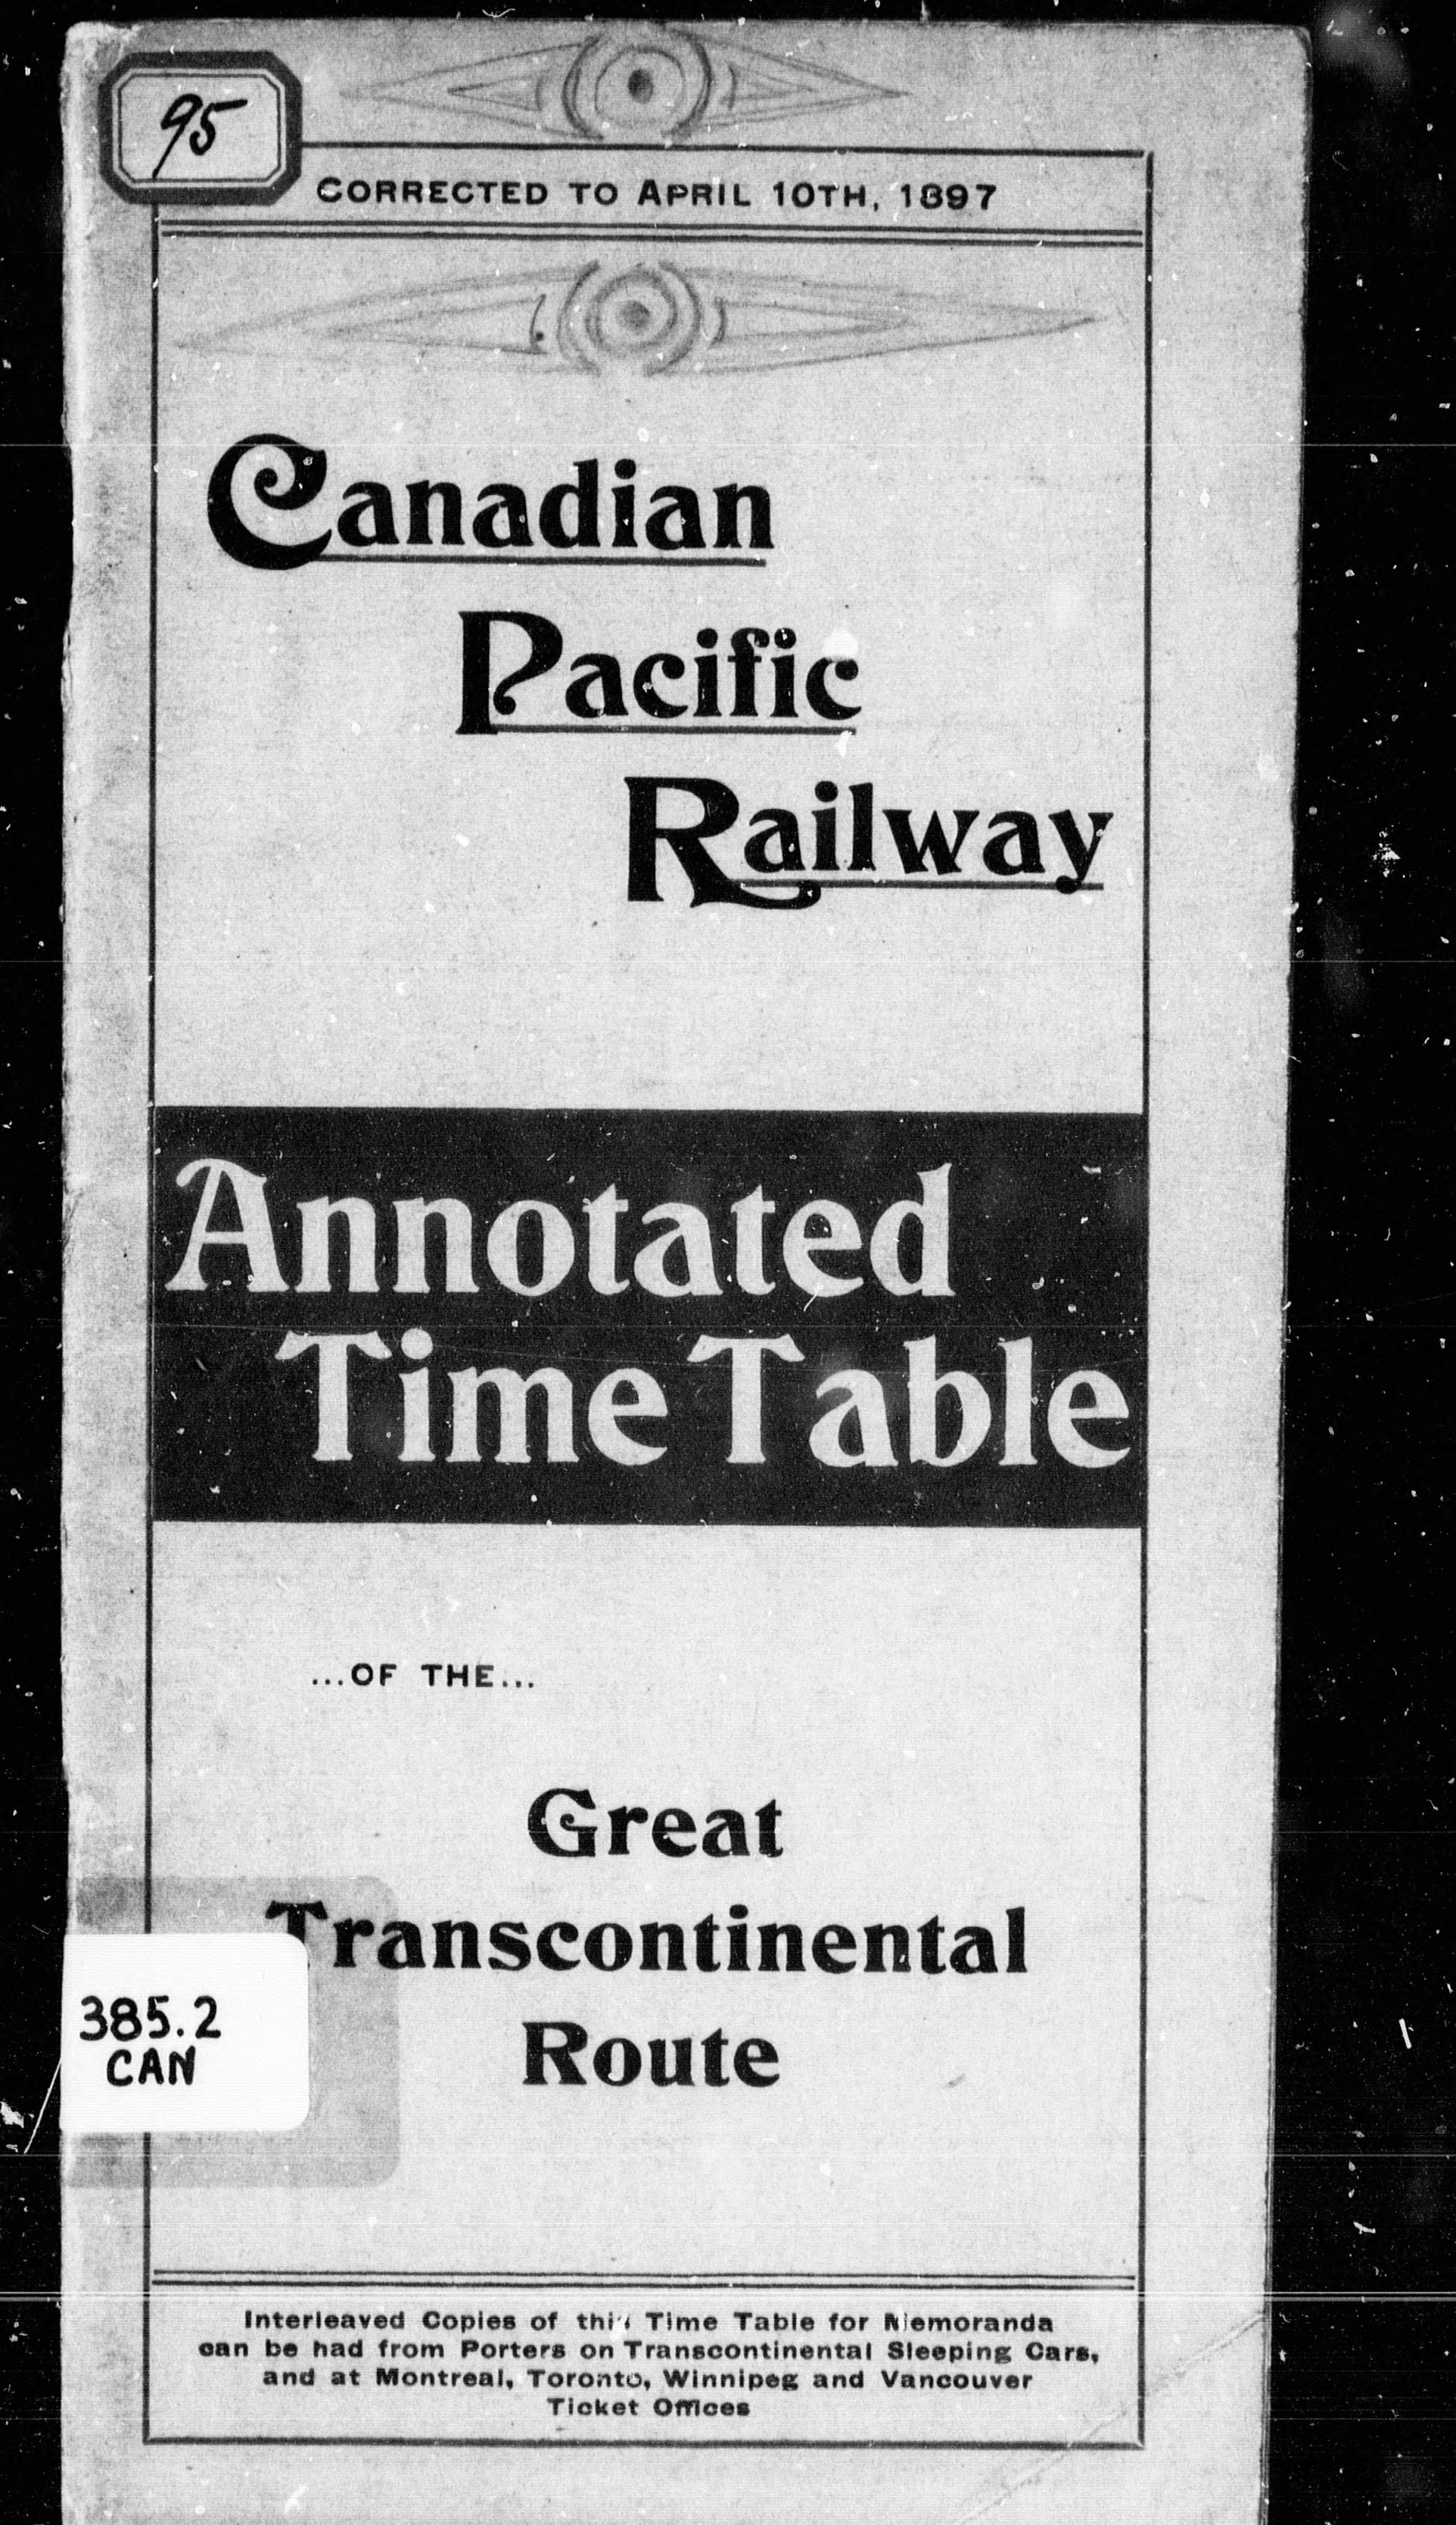 95
CORRECTED TO APRIL 10TH, 1897
Canadian
Pacific
Railway
Annotated
Time Table
...OF THE...
Great
Transcontinental
Route
385.2
CAN
Interleaved Copies of this Time Table for Memoranda
can be had from Porters on Transcontinental Sleeping Cars,
and at Montreal, Toronto, Winnipeg and Vancouver
Ticket Offices